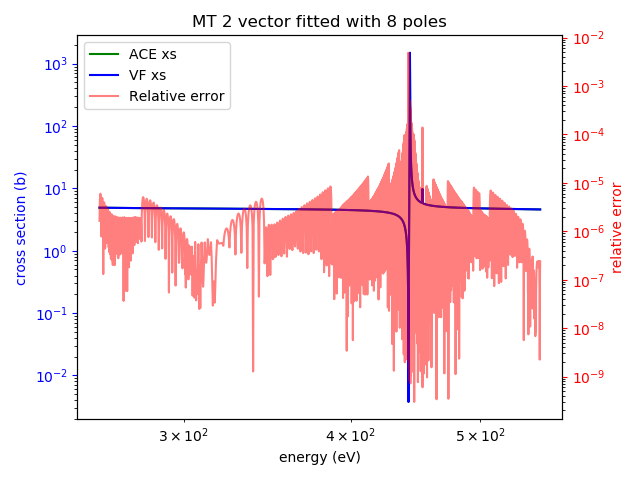 MT 2 vector fitted with 8 poles
ACE xs
VF xs
Relative error
cross section (b)
10³
10²
10¹
10⁰
10⁻¹
10⁻²
10⁻²
10⁻³
10⁻⁴
10⁻⁵
10⁻⁶
10⁻⁷
10⁻⁸
10⁻⁹
relative error
3 × 10² 4 × 10² 5 × 10²
energy (eV)